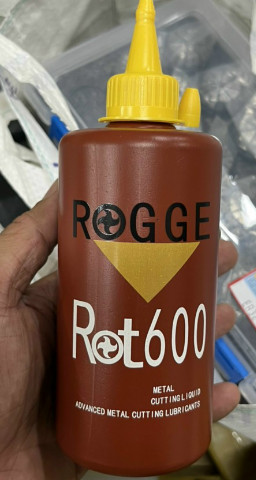 ROGGE
Rot600
METAL
CUTTING LIQUID
ADVANCED METAL CUTTING LUBRICANTS